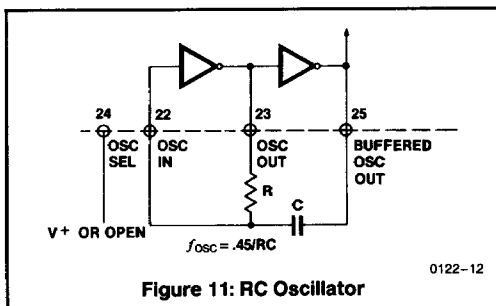 24 22 23 25
OSC SEL OSC IN OSC OUT BUFFERED OSC OUT
R
C
V+ OR OPEN
fOSC = .45/RC
0122-12
Figure 11: RC Oscillator